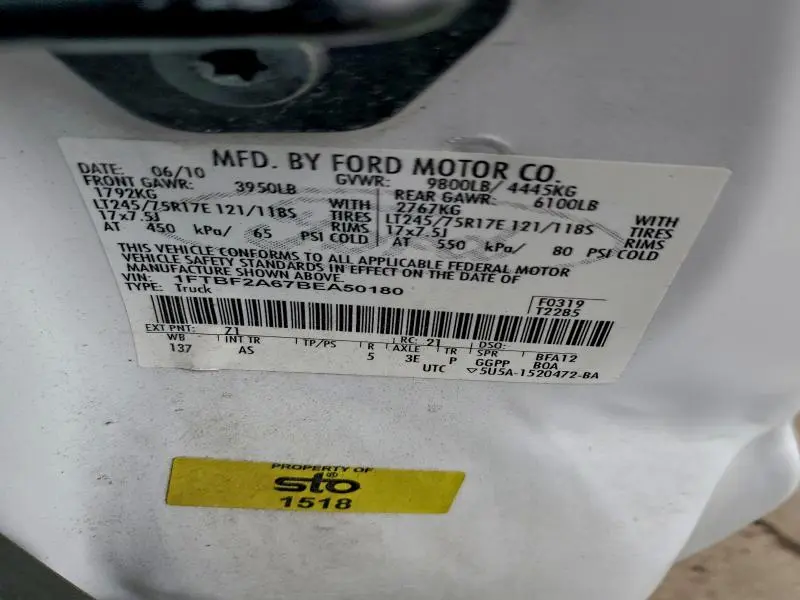 MFD. BY FORD MOTOR CO.
DATE: 06/10 GVWR: 9800LB/ 4445KG
FRONT GAWR: 3950LB REAR GAWR: 6100LB
1792KG WITH 2767KG WITH
LT245/75R17E 121/118S TIRES LT245/75R17E 121/118S TIRES
17x7.5J RIMS 17x7.5J RIMS
AT 450 kPa/ 65 PSI COLD AT 550 kPa/ 80 PSI COLD
THIS VEHICLE CONFORMS TO ALL APPLICABLE FEDERAL MOTOR
VEHICLE SAFETY STANDARDS IN EFFECT ON THE DATE OF
MANUFACTURE SHOWN ABOVE.
VIN: 1FTBF2A67BEA50180 F0319
TYPE: Truck T2285
EXT PNT: Z1 RC: 21 DSO:
WB INT TR TP/PS R AXLE TR SPR BFA12
137 AS 5 3E P GGPP BOA
UTC ▽5U5A-1520472-BA
PROPERTY OF
sto®
1518